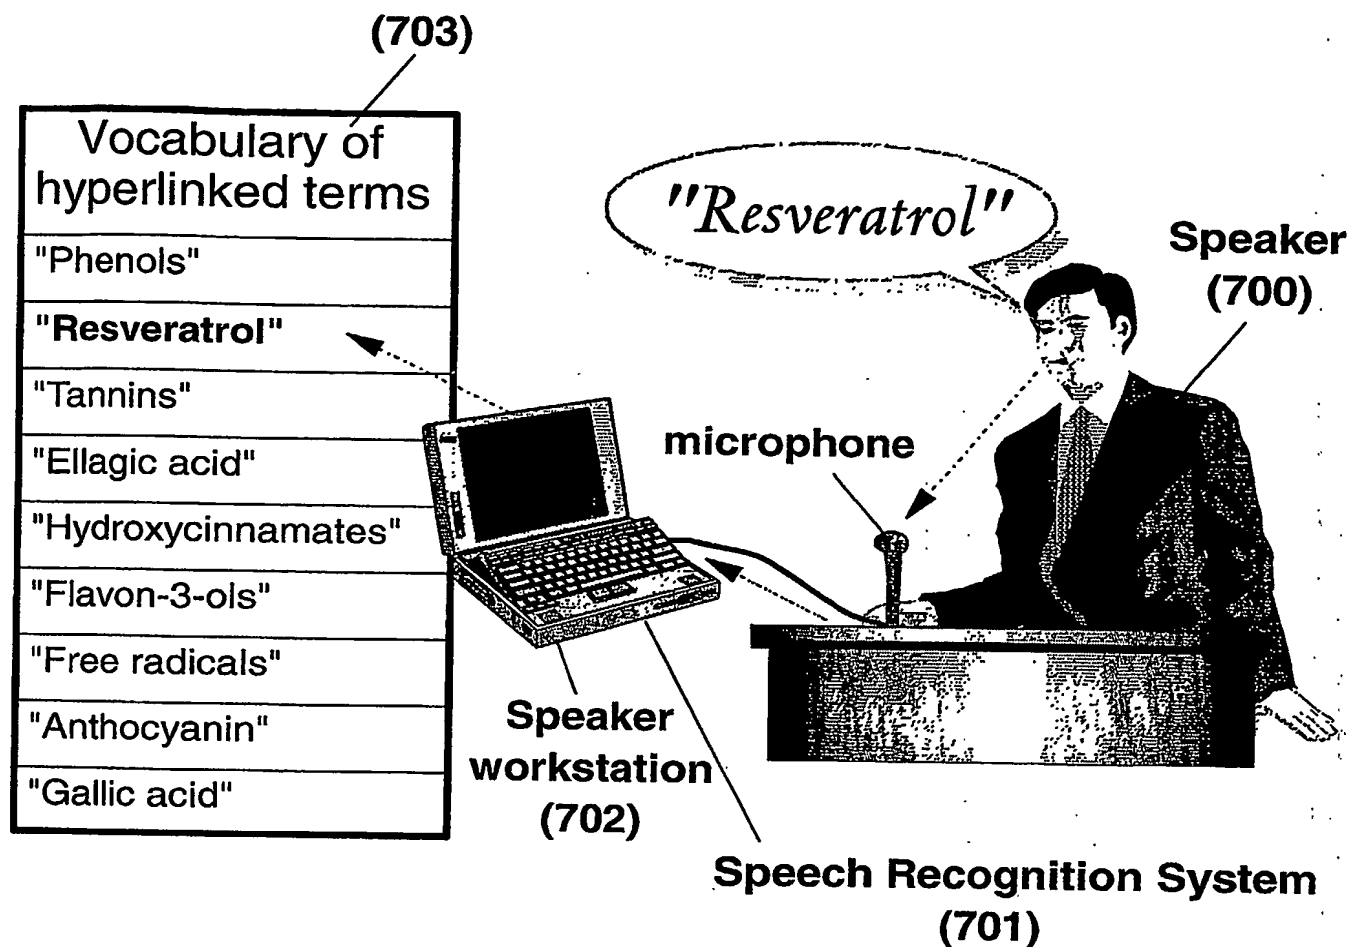 (703)
Vocabulary of
hyperlinked terms
"Phenols"
"Resveratrol"
"Tannins"
"Ellagic acid"
"Hydroxycinnamates"
"Flavon-3-ols"
"Free radicals"
"Anthocyanin"
"Gallic acid"
"Resveratrol"
Speaker
(700)
microphone
Speaker
workstation
(702)
Speech Recognition System
(701)